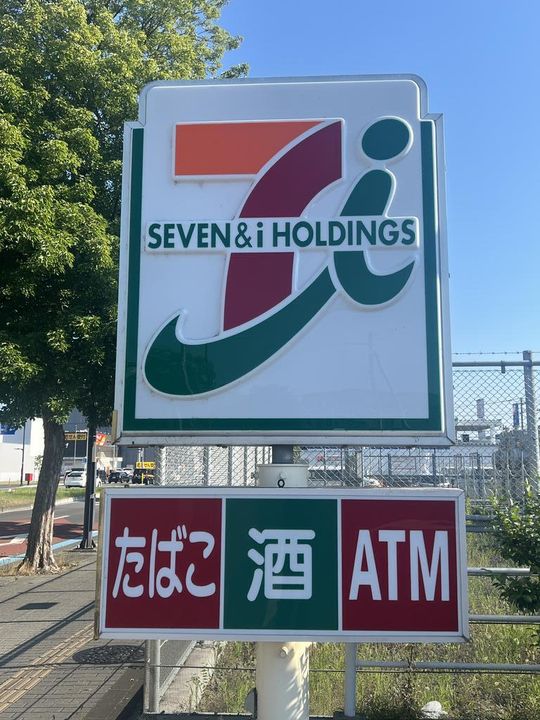 SEVEN&i HOLDINGS
たばこ 酒 ATM